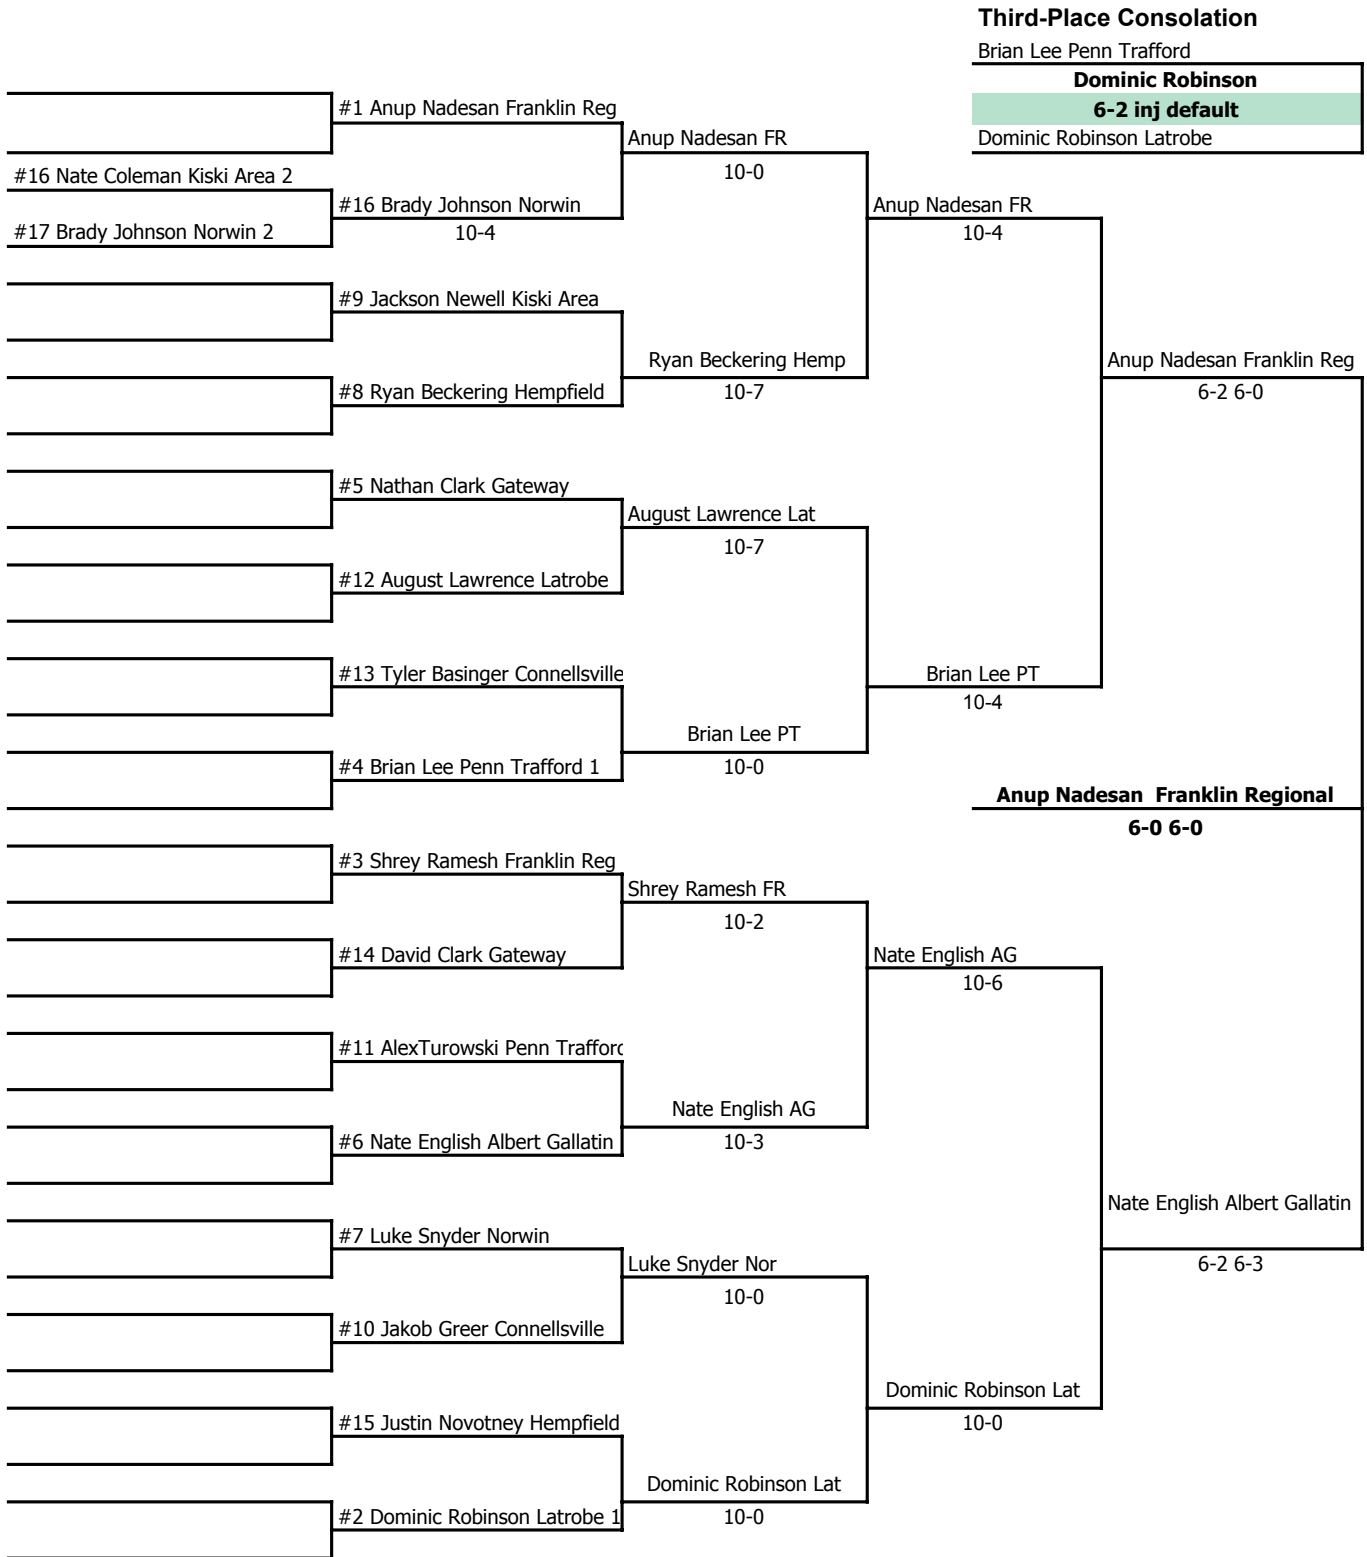 Third-Place Consolation
Brian Lee Penn Trafford
Dominic Robinson
6-2 inj default
Dominic Robinson Latrobe
#1 Anup Nadesan Franklin Reg
Anup Nadesan FR
10-0
#16 Nate Coleman Kiski Area 2
#16 Brady Johnson Norwin
10-4
#17 Brady Johnson Norwin 2
Anup Nadesan FR
10-4
#9 Jackson Newell Kiski Area
Ryan Beckering Hemp
10-7
#8 Ryan Beckering Hempfield
Anup Nadesan Franklin Reg
6-2 6-0
#5 Nathan Clark Gateway
August Lawrence Lat
10-7
#12 August Lawrence Latrobe
#13 Tyler Basinger Connellsville
Brian Lee PT
10-4
Brian Lee PT
10-0
#4 Brian Lee Penn Trafford 1
Anup Nadesan  Franklin Regional
6-0 6-0
#3 Shrey Ramesh Franklin Reg
Shrey Ramesh FR
10-2
#14 David Clark Gateway
Nate English AG
10-6
#11 AlexTurowski Penn Trafford
Nate English AG
10-3
#6 Nate English Albert Gallatin
Nate English Albert Gallatin
6-2 6-3
#7 Luke Snyder Norwin
Luke Snyder Nor
10-0
#10 Jakob Greer Connellsville
Dominic Robinson Lat
10-0
#15 Justin Novotney Hempfield
Dominic Robinson Lat
10-0
#2 Dominic Robinson Latrobe 1